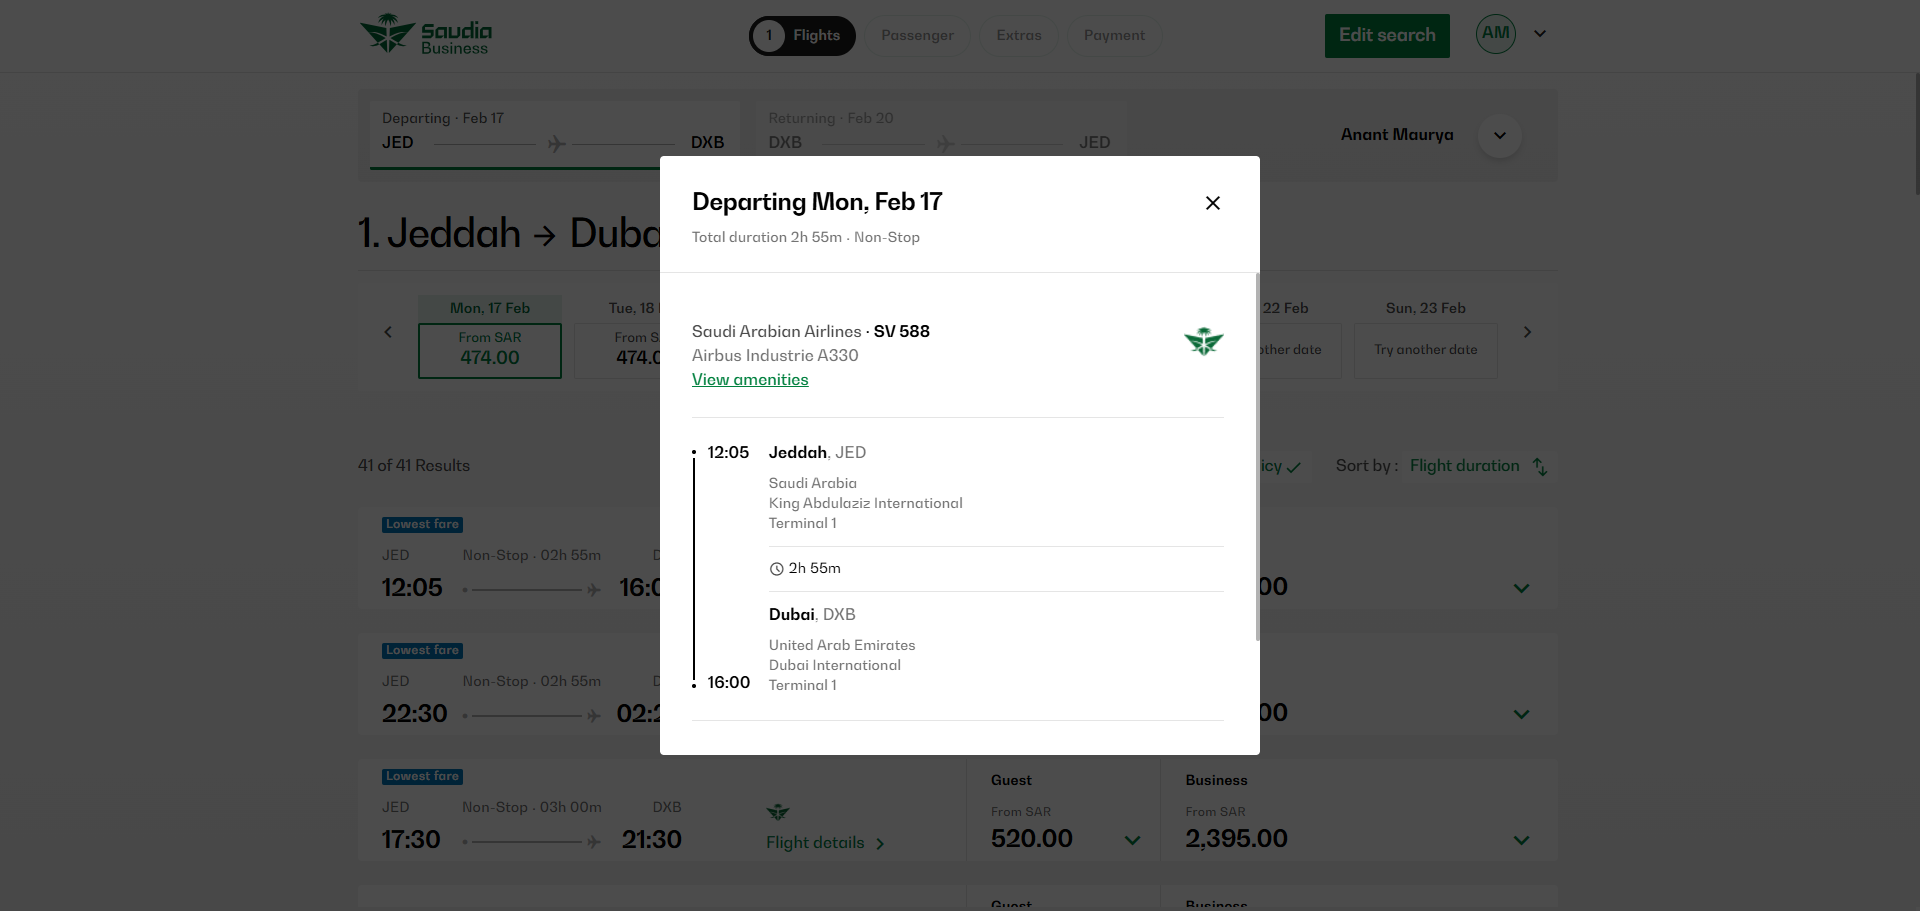 Saudia
Business
1 Flights
Passenger
Extras
Payment
Edit search
AM
Departing · Feb 17
JED DXB
Returning · Feb 20
DXB JED
Anant Maurya
1. Jeddah → Duba
Mon, 17 Feb
From SAR
474.00
Tue, 18
From S
474.0
22 Feb
other date
Sun, 23 Feb
Try another date
41 of 41 Results
icy
Sort by : Flight duration
Lowest fare
JED Non-Stop · 02h 55m D
12:05 16:0
00
Lowest fare
JED Non-Stop · 02h 55m D
22:30 02:2
00
Lowest fare
JED Non-Stop · 03h 00m DXB
17:30 21:30
Flight details
Guest
From SAR
520.00
Business
From SAR
2,395.00
Guest
Business
Departing Mon, Feb 17
Total duration 2h 55m · Non-Stop
Saudi Arabian Airlines · SV 588
Airbus Industrie A330
View amenities
12:05 Jeddah, JED
Saudi Arabia
King Abdulaziz International
Terminal 1
2h 55m
Dubai, DXB
United Arab Emirates
Dubai International
16:00 Terminal 1